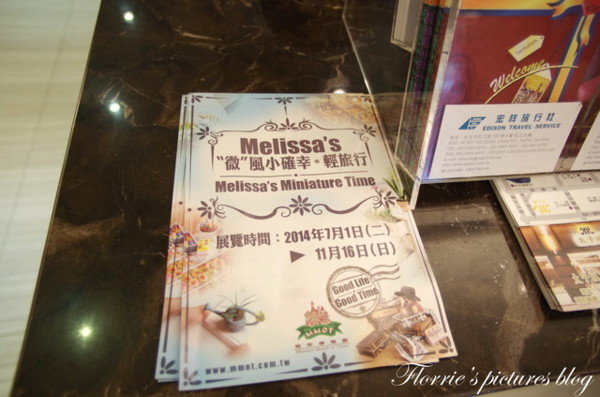 Melissa's
"微"風小確幸•輕旅行
Melissa's Miniature Time
展覽時間：2014年7月1日(二)
▶ 11月16日(日)
Good Life
Good Time
MMOT
www.mmot.com.tw
Welcome
宏祥旅行社
EDISON TRAVEL SERVICE
Florrie's pictures blog